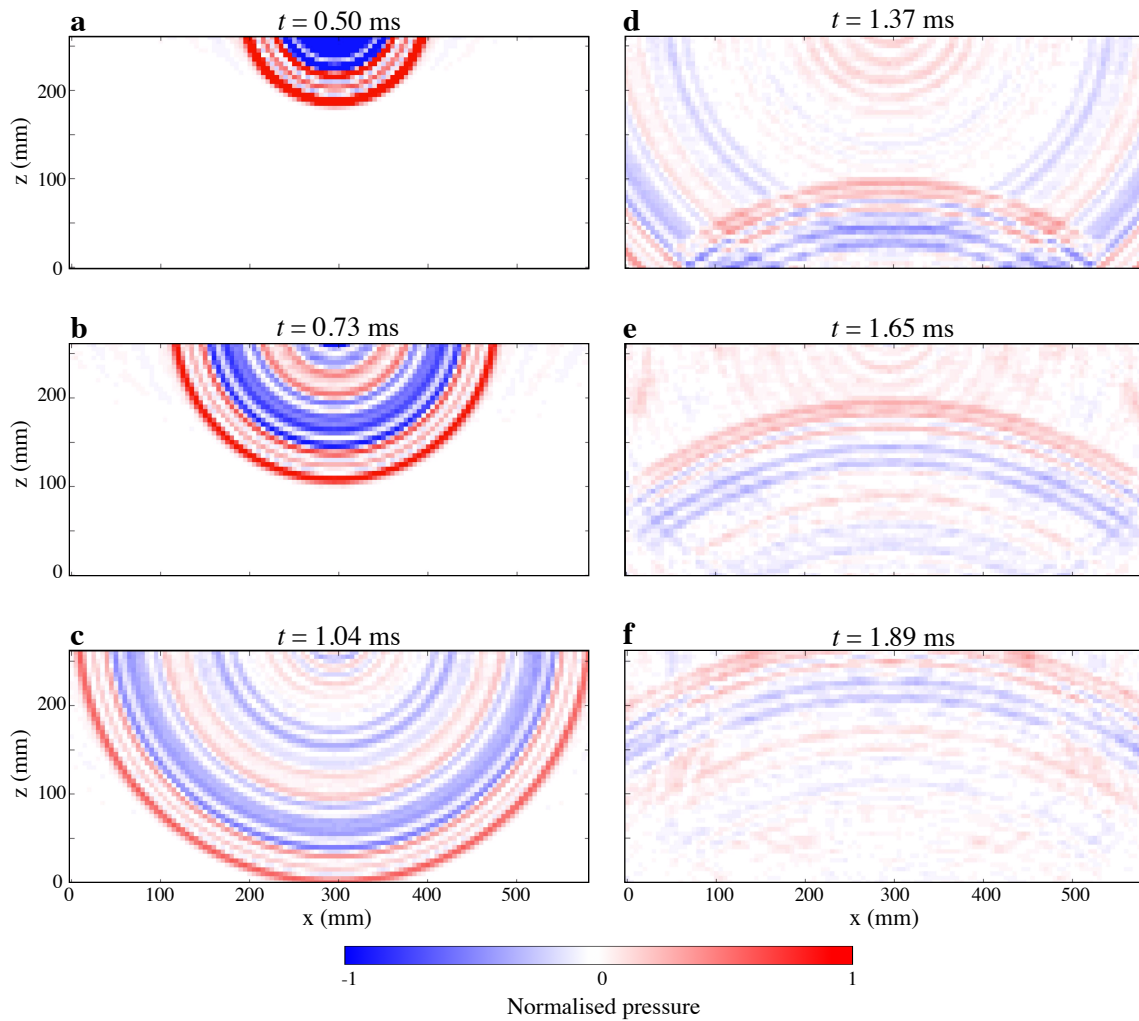 a
t = 0.50 ms
z (mm)
200
100
0
b
t = 0.73 ms
z (mm)
200
100
0
c
t = 1.04 ms
z (mm)
200
100
0
0 100 200 300 400 500
x (mm)
d
t = 1.37 ms
e
t = 1.65 ms
f
t = 1.89 ms
0 100 200 300 400 500
x (mm)
-1 0 1
Normalised pressure